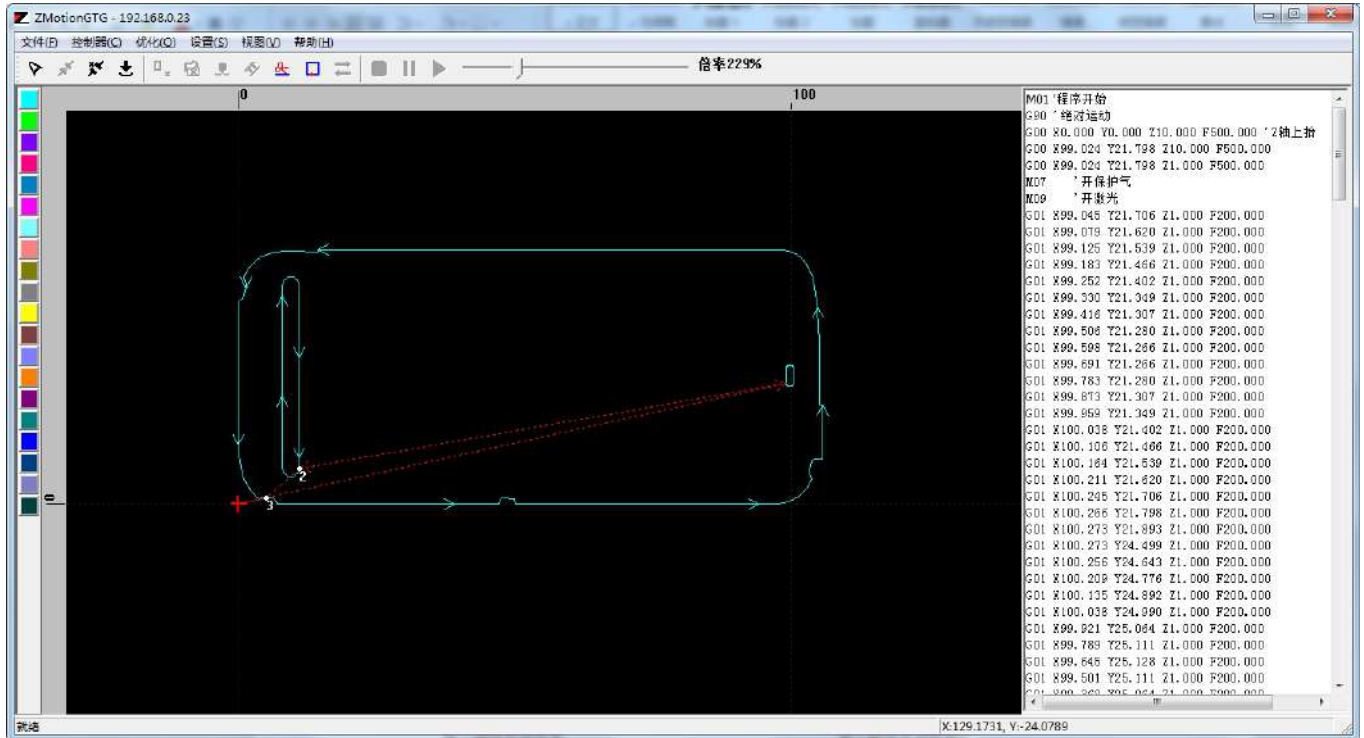 ZMotionGTG - 192.168.0.23
文件(F) 控制器(C) 优化(Q) 设置(S) 视图(V) 帮助(H)
倍率229%
0
100
0
2
3
M01 '程序开始
G90 '绝对运动
G00 X0.000 Y0.000 Z10.000 F500.000 'Z轴上抬
G00 X99.024 Y21.798 Z10.000 F500.000
G00 X99.024 Y21.798 Z1.000 F500.000
M07 '开保护气
M09 '开激光
G01 X99.045 Y21.706 Z1.000 F200.000
G01 X99.079 Y21.620 Z1.000 F200.000
G01 X99.125 Y21.539 Z1.000 F200.000
G01 X99.183 Y21.466 Z1.000 F200.000
G01 X99.252 Y21.402 Z1.000 F200.000
G01 X99.330 Y21.349 Z1.000 F200.000
G01 X99.416 Y21.307 Z1.000 F200.000
G01 X99.506 Y21.280 Z1.000 F200.000
G01 X99.598 Y21.266 Z1.000 F200.000
G01 X99.691 Y21.266 Z1.000 F200.000
G01 X99.783 Y21.280 Z1.000 F200.000
G01 X99.873 Y21.307 Z1.000 F200.000
G01 X99.959 Y21.349 Z1.000 F200.000
G01 X100.038 Y21.402 Z1.000 F200.000
G01 X100.106 Y21.466 Z1.000 F200.000
G01 X100.164 Y21.539 Z1.000 F200.000
G01 X100.211 Y21.620 Z1.000 F200.000
G01 X100.245 Y21.706 Z1.000 F200.000
G01 X100.266 Y21.798 Z1.000 F200.000
G01 X100.273 Y21.893 Z1.000 F200.000
G01 X100.273 Y24.499 Z1.000 F200.000
G01 X100.256 Y24.643 Z1.000 F200.000
G01 X100.209 Y24.776 Z1.000 F200.000
G01 X100.135 Y24.892 Z1.000 F200.000
G01 X100.038 Y24.990 Z1.000 F200.000
G01 X99.921 Y25.064 Z1.000 F200.000
G01 X99.789 Y25.111 Z1.000 F200.000
G01 X99.645 Y25.128 Z1.000 F200.000
G01 X99.501 Y25.111 Z1.000 F200.000
就绪
X:129.1731, Y:-24.0789